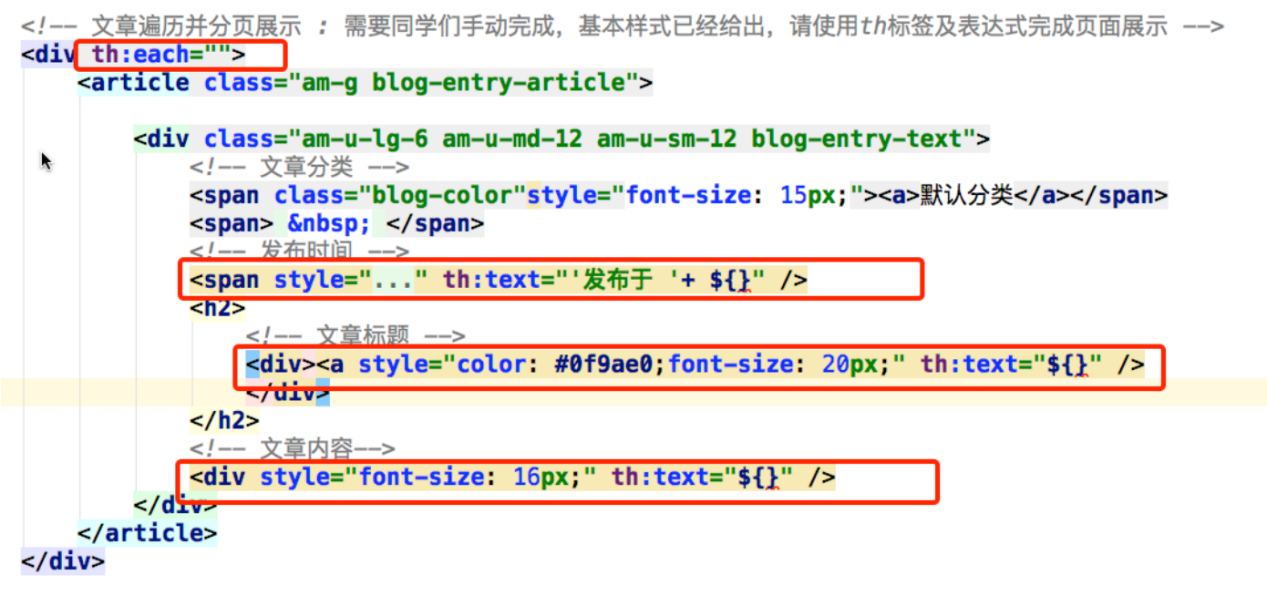 <!-- 文章遍历并分页展示 : 需要同学们手动完成，基本样式已经给出，请使用th标签及表达式完成页面展示 -->
<div th:each="">
<article class="am-g blog-entry-article">
<div class="am-u-lg-6 am-u-md-12 am-u-sm-12 blog-entry-text">
<!-- 文章分类 -->
<span class="blog-color"style="font-size: 15px;"><a>默认分类</a></span>
<span> &nbsp; </span>
<!-- 发布时间 -->
<span style="..." th:text="'发布于 '+ ${}" />
<h2>
<!-- 文章标题 -->
<div><a style="color: #0f9ae0;font-size: 20px;" th:text="${}" />
</div>
</h2>
<!-- 文章内容-->
<div style="font-size: 16px;" th:text="${}" />
</div>
</article>
</div>